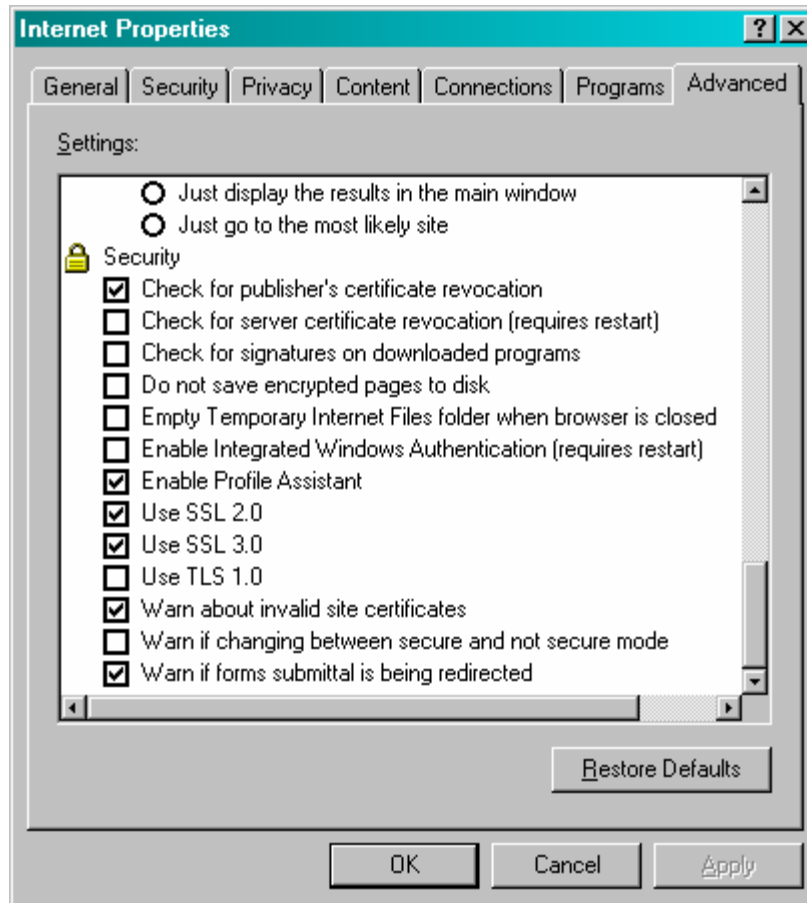 Internet Properties
General Security Privacy Content Connections Programs Advanced
Settings:
Just display the results in the main window
Just go to the most likely site
Security
Check for publisher's certificate revocation
Check for server certificate revocation (requires restart)
Check for signatures on downloaded programs
Do not save encrypted pages to disk
Empty Temporary Internet Files folder when browser is closed
Enable Integrated Windows Authentication (requires restart)
Enable Profile Assistant
Use SSL 2.0
Use SSL 3.0
Use TLS 1.0
Warn about invalid site certificates
Warn if changing between secure and not secure mode
Warn if forms submittal is being redirected
Restore Defaults
OK Cancel Apply